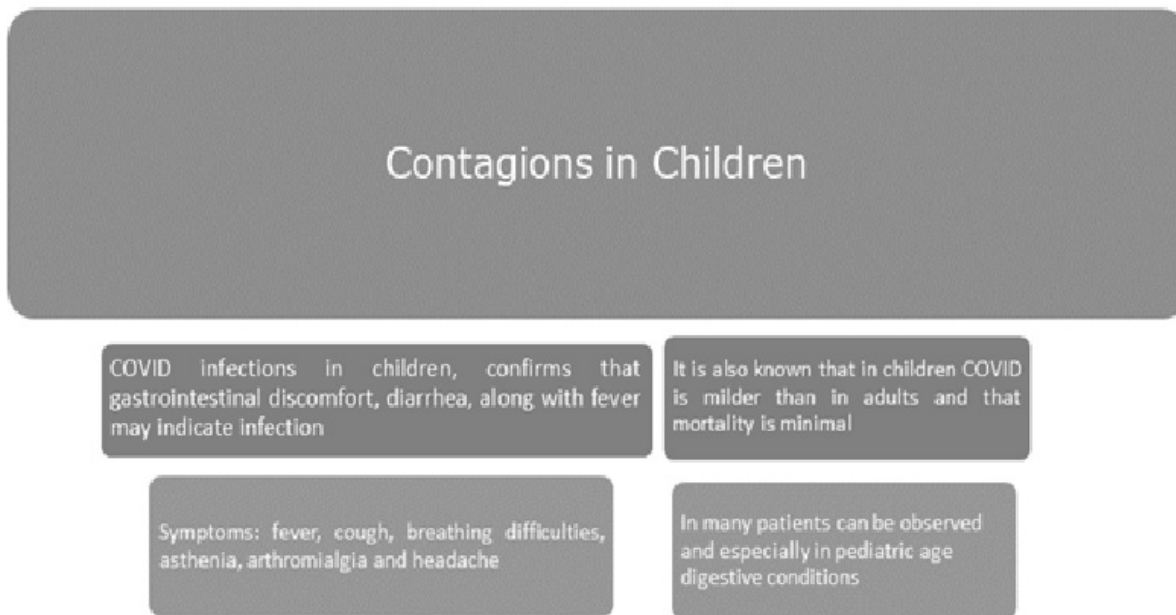 Contagions in Children
COVID infections in children, confirms that
gastrointestinal discomfort, diarrhea, along with fever
may indicate infection
It is also known that in children COVID
is milder than in adults and that
mortality is minimal
Symptoms: fever, cough, breathing difficulties,
asthenia, arthromialgia and headache
In many patients can be observed
and especially in pediatric age
digestive conditions